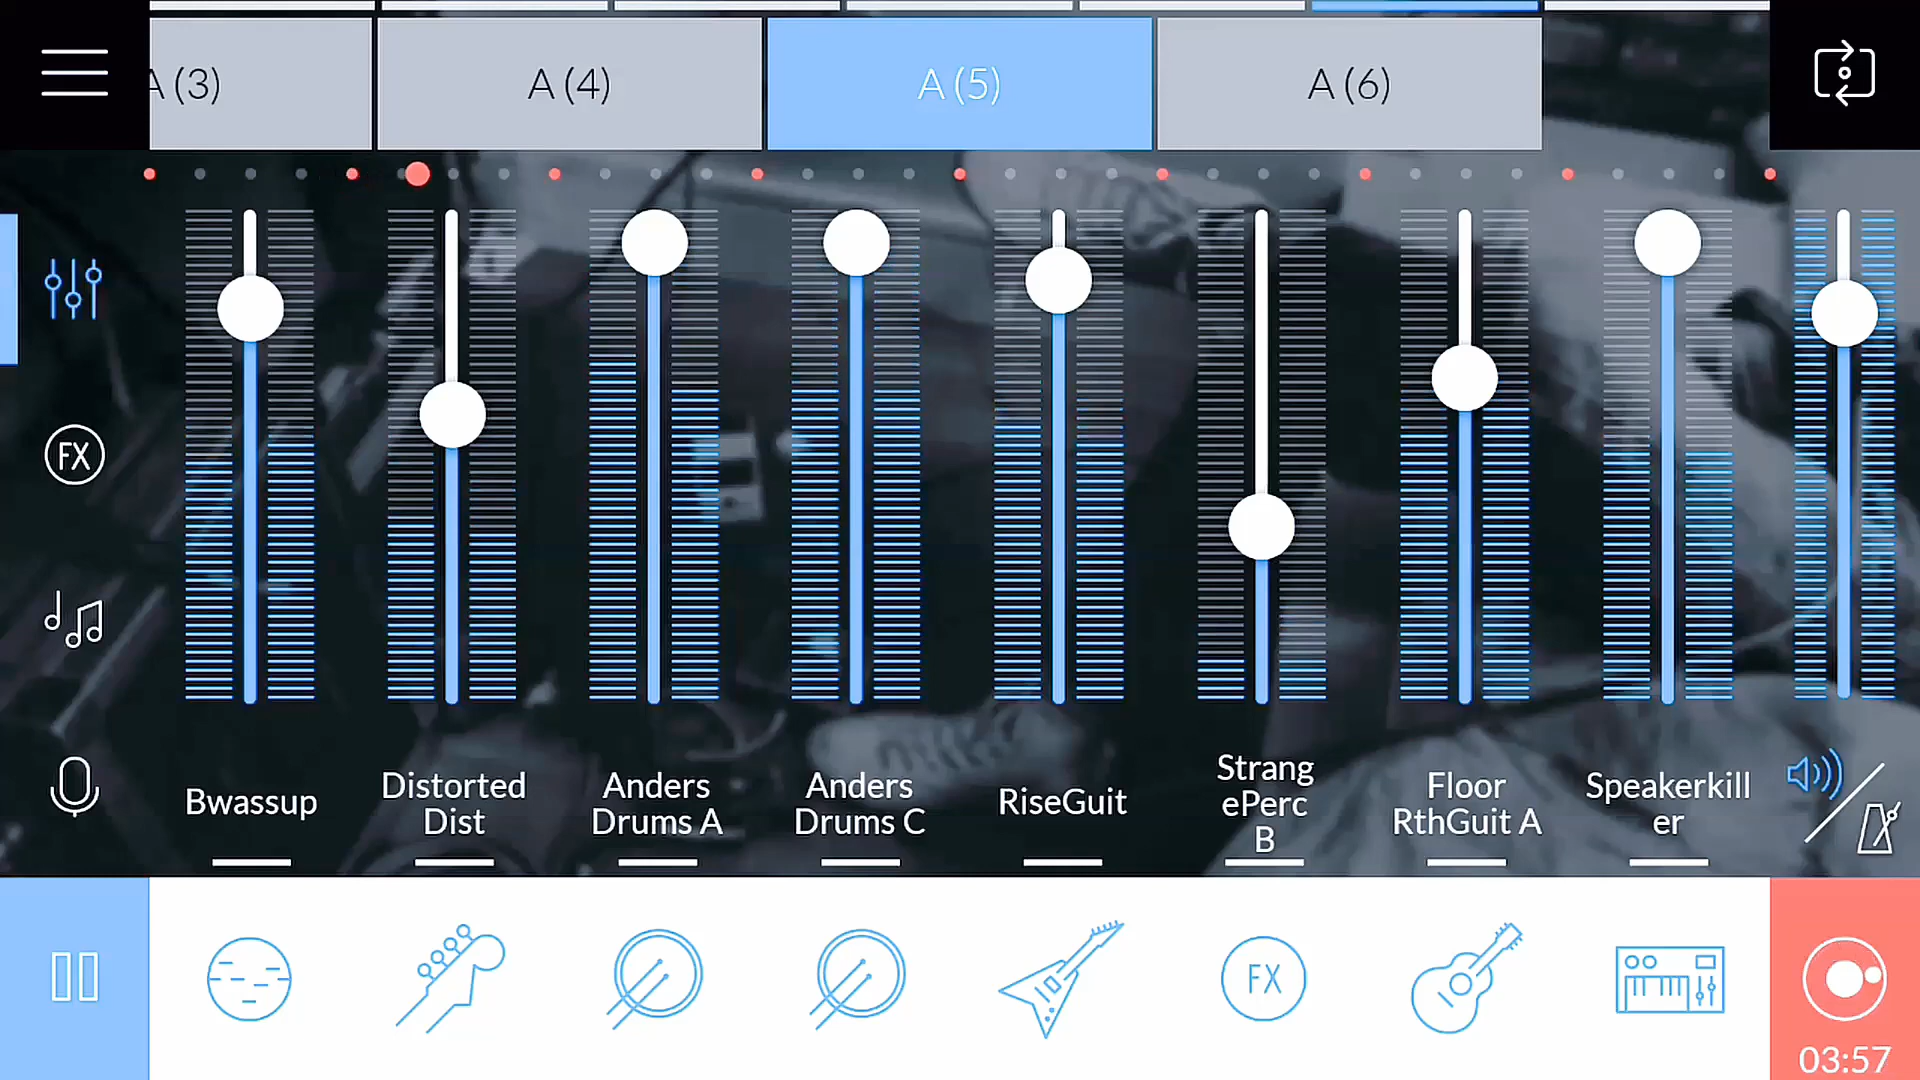 A (3)
A (4)
A (5)
A (6)
FX
Bwassup
Distorted
Dist
Anders
Drums A
Anders
Drums C
RiseGuit
Strang
ePerc
B
Floor
RthGuit A
Speakerkill
er
FX
03:57